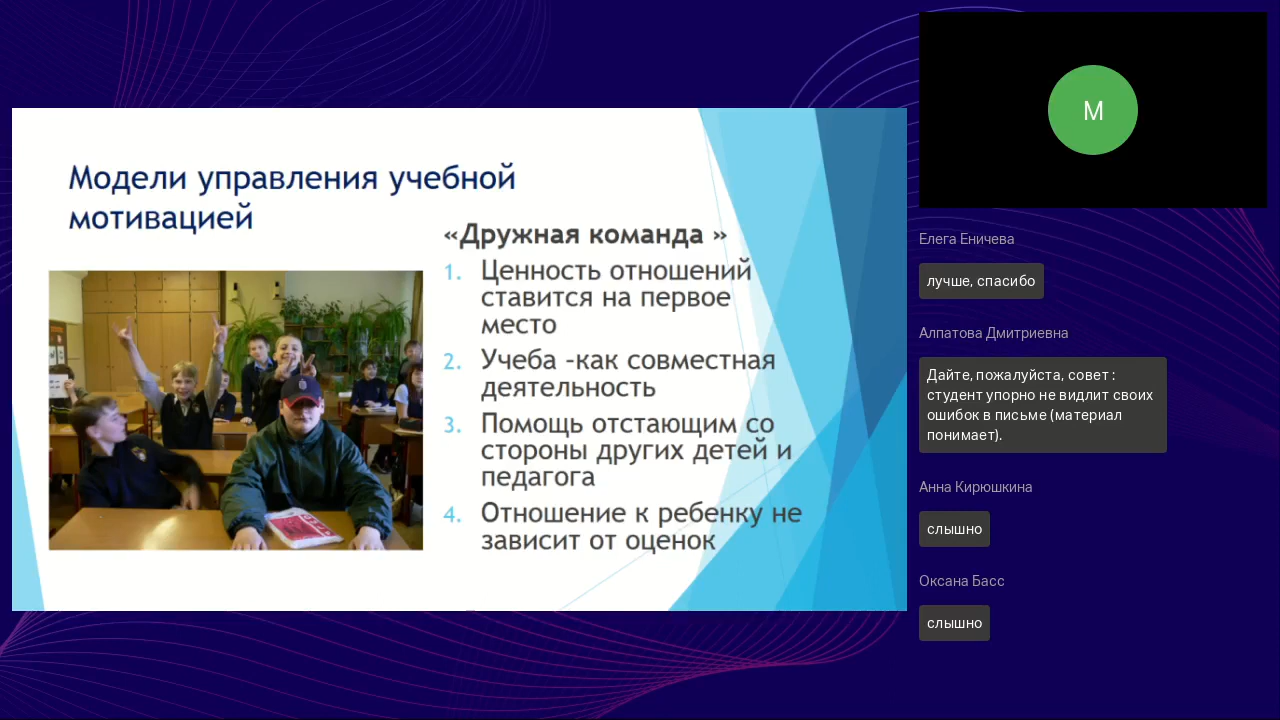 Модели управления учебной
мотивацией
«Дружная команда »
1. Ценность отношений
ставится на первое
место
2. Учеба -как совместная
деятельность
3. Помощь отстающим со
стороны других детей и
педагога
4. Отношение к ребенку не
зависит от оценок
М
Елега Еничева
лучше, спасибо
Алпатова Дмитриевна
Дайте, пожалуйста, совет :
студент упорно не видлит своих
ошибок в письме (материал
понимает).
Анна Кирюшкина
слышно
Оксана Басс
слышно